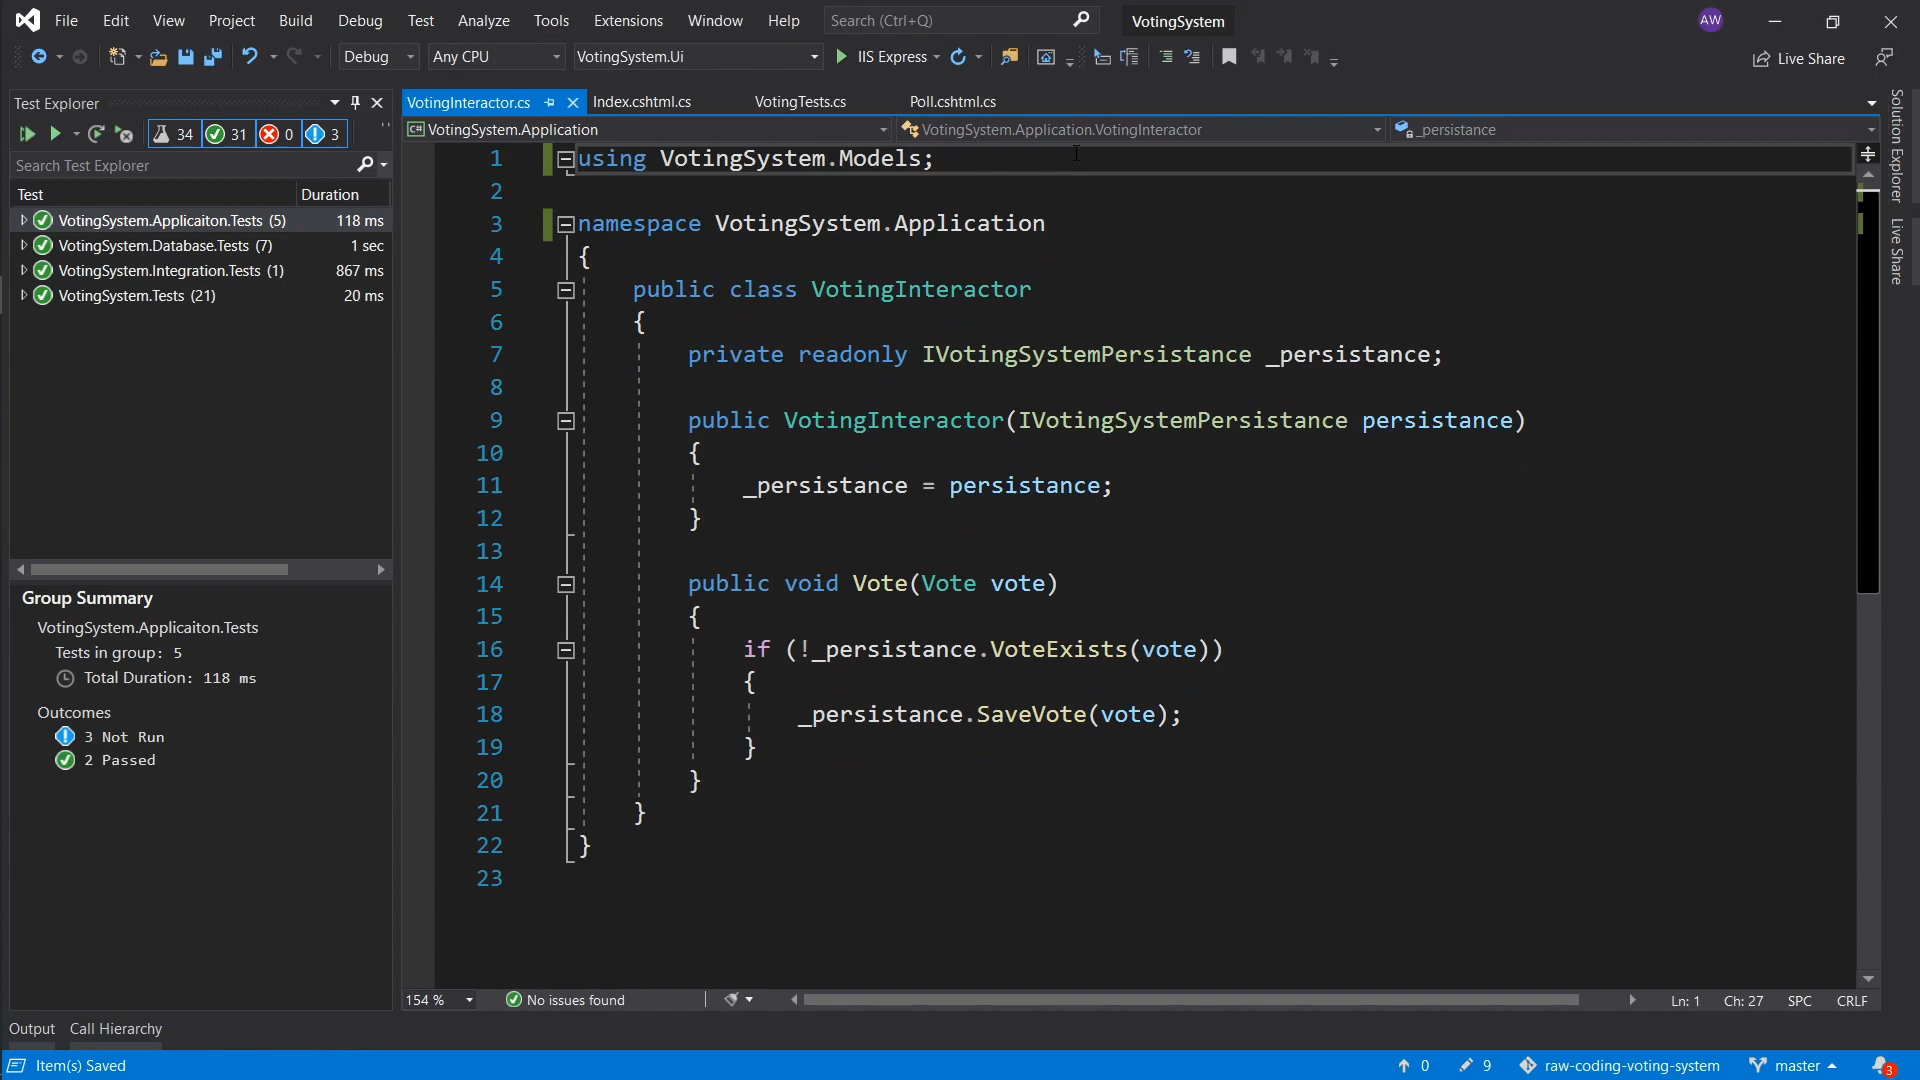 File Edit View Project Build Debug Test Analyze Tools Extensions Window Help Search (Ctrl+Q) VotingSystem AW
Debug Any CPU VotingSystem.Ui IIS Express Live Share
Test Explorer
34 31 0 3
Search Test Explorer
Test Duration
VotingSystem.Applicaiton.Tests (5) 118 ms
VotingSystem.Database.Tests (7) 1 sec
VotingSystem.Integration.Tests (1) 867 ms
VotingSystem.Tests (21) 20 ms
Group Summary
VotingSystem.Applicaiton.Tests
Tests in group: 5
Total Duration: 118 ms
Outcomes
3 Not Run
2 Passed
VotingInteractor.cs Index.cshtml.cs VotingTests.cs Poll.cshtml.cs
VotingSystem.Application VotingSystem.Application.VotingInteractor _persistance
1 using VotingSystem.Models;
2
3 namespace VotingSystem.Application
4 {
5 public class VotingInteractor
6 {
7 private readonly IVotingSystemPersistance _persistance;
8
9 public VotingInteractor(IVotingSystemPersistance persistance)
10 {
11 _persistance = persistance;
12 }
13
14 public void Vote(Vote vote)
15 {
16 if (!_persistance.VoteExists(vote))
17 {
18 _persistance.SaveVote(vote);
19 }
20 }
21 }
22 }
23
154 % No issues found Ln: 1 Ch: 27 SPC CRLF
Solution Explorer
Live Share
Output Call Hierarchy
Item(s) Saved 0 9 raw-coding-voting-system master 3